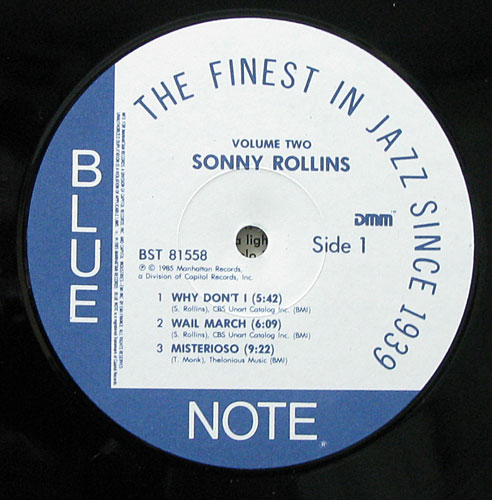 THE FINEST IN JAZZ SINCE 1939
VOLUME TWO
SONNY ROLLINS
DMM™
BST 81558
Side 1
℗ © 1985 Manhattan Records,
a Division of Capitol Records, Inc.
1 WHY DON'T I (5:42)
(S. Rollins), CBS Unart Catalog Inc. (BMI)
2 WAIL MARCH (6:09)
(S. Rollins), CBS Unart Catalog Inc. (BMI)
3 MISTERIOSO (9:22)
(T. Monk), Thelonious Music (BMI)
BLUE
NOTE®
a ligh